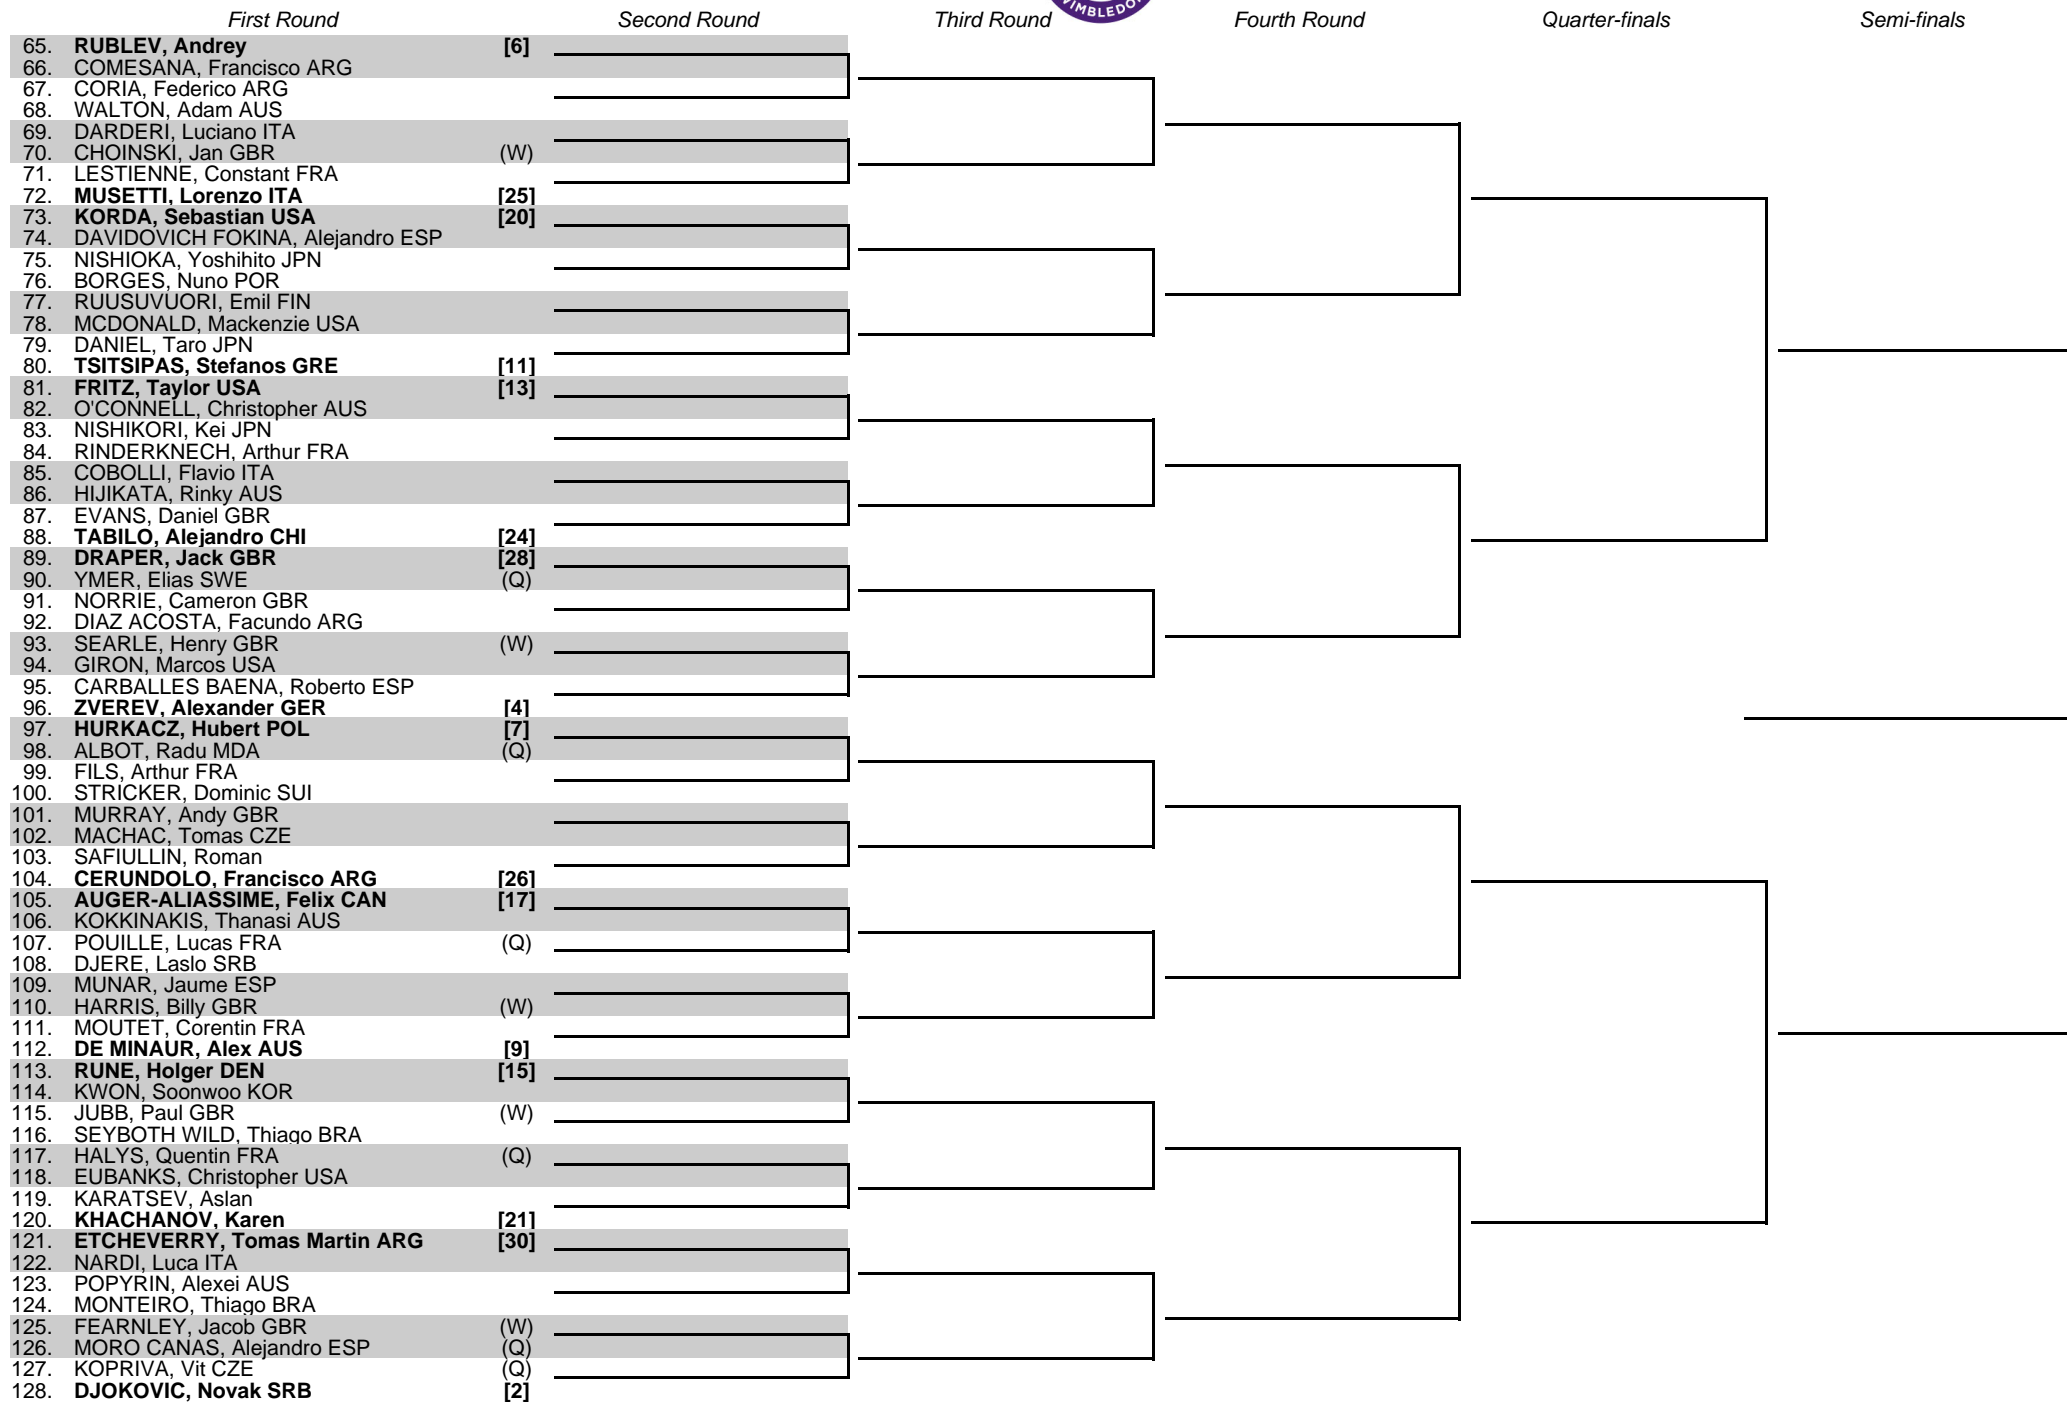 WIMBLEDON
First Round Second Round Third Round Fourth Round Quarter-finals Semi-finals
65. RUBLEV, Andrey [6]
66. COMESANA, Francisco ARG
67. CORIA, Federico ARG
68. WALTON, Adam AUS
69. DARDERI, Luciano ITA
70. CHOINSKI, Jan GBR (W)
71. LESTIENNE, Constant FRA
72. MUSETTI, Lorenzo ITA [25]
73. KORDA, Sebastian USA [20]
74. DAVIDOVICH FOKINA, Alejandro ESP
75. NISHIOKA, Yoshihito JPN
76. BORGES, Nuno POR
77. RUUSUVUORI, Emil FIN
78. MCDONALD, Mackenzie USA
79. DANIEL, Taro JPN
80. TSITSIPAS, Stefanos GRE [11]
81. FRITZ, Taylor USA [13]
82. O'CONNELL, Christopher AUS
83. NISHIKORI, Kei JPN
84. RINDERKNECH, Arthur FRA
85. COBOLLI, Flavio ITA
86. HIJIKATA, Rinky AUS
87. EVANS, Daniel GBR
88. TABILO, Alejandro CHI [24]
89. DRAPER, Jack GBR [28]
90. YMER, Elias SWE (Q)
91. NORRIE, Cameron GBR
92. DIAZ ACOSTA, Facundo ARG
93. SEARLE, Henry GBR (W)
94. GIRON, Marcos USA
95. CARBALLES BAENA, Roberto ESP
96. ZVEREV, Alexander GER [4]
97. HURKACZ, Hubert POL [7]
98. ALBOT, Radu MDA (Q)
99. FILS, Arthur FRA
100. STRICKER, Dominic SUI
101. MURRAY, Andy GBR
102. MACHAC, Tomas CZE
103. SAFIULLIN, Roman
104. CERUNDOLO, Francisco ARG [26]
105. AUGER-ALIASSIME, Felix CAN [17]
106. KOKKINAKIS, Thanasi AUS
107. POUILLE, Lucas FRA (Q)
108. DJERE, Laslo SRB
109. MUNAR, Jaume ESP
110. HARRIS, Billy GBR (W)
111. MOUTET, Corentin FRA
112. DE MINAUR, Alex AUS [9]
113. RUNE, Holger DEN [15]
114. KWON, Soonwoo KOR
115. JUBB, Paul GBR (W)
116. SEYBOTH WILD, Thiago BRA
117. HALYS, Quentin FRA (Q)
118. EUBANKS, Christopher USA
119. KARATSEV, Aslan
120. KHACHANOV, Karen [21]
121. ETCHEVERRY, Tomas Martin ARG [30]
122. NARDI, Luca ITA
123. POPYRIN, Alexei AUS
124. MONTEIRO, Thiago BRA
125. FEARNLEY, Jacob GBR (W)
126. MORO CANAS, Alejandro ESP (Q)
127. KOPRIVA, Vit CZE (Q)
128. DJOKOVIC, Novak SRB [2]